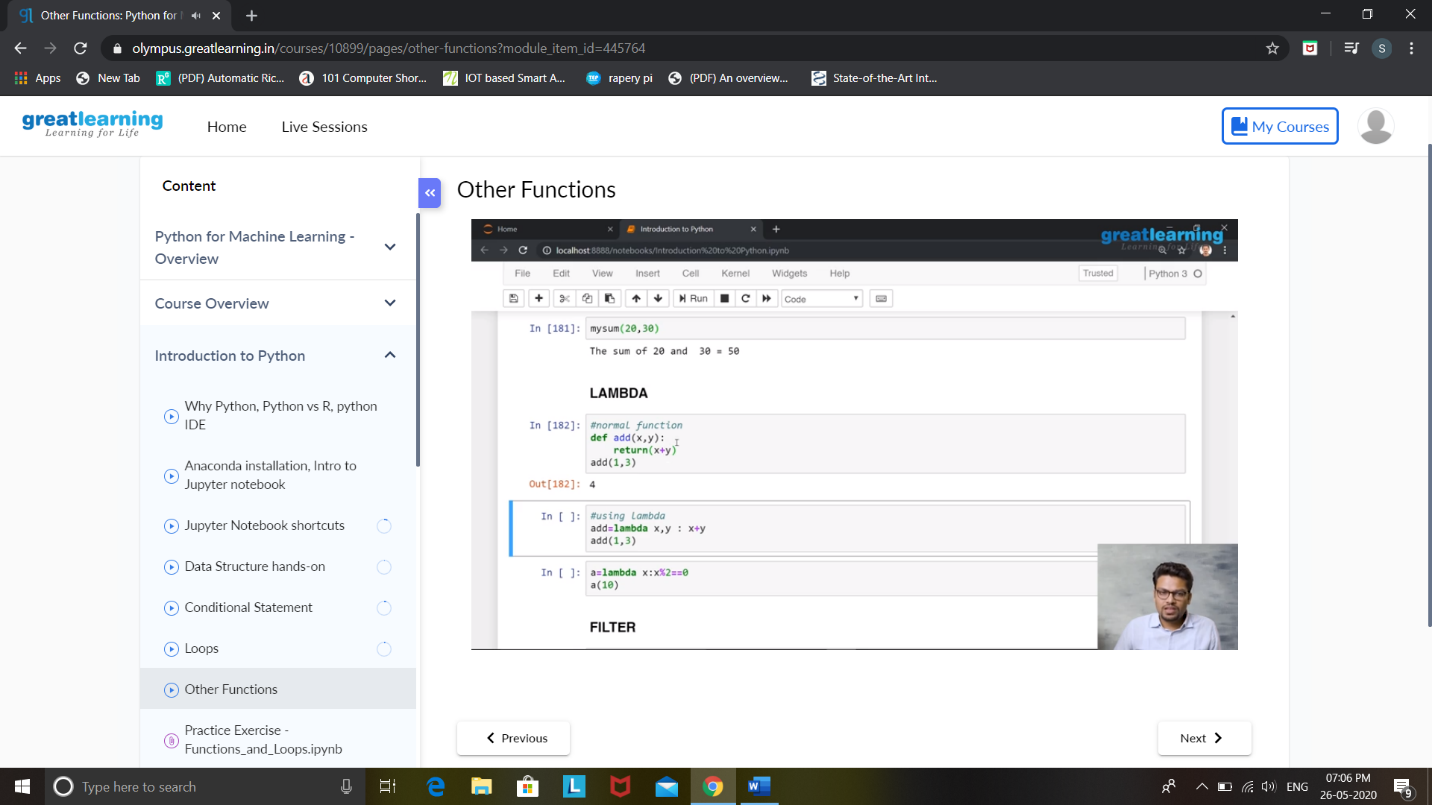 Other Functions: Python for
olympus.greatlearning.in/courses/10899/pages/other-functions?module_item_id=445764
S
Apps
New Tab
(PDF) Automatic Ric...
101 Computer Shor...
IOT based Smart A...
rapery pi
(PDF) An overview...
State-of-the-Art Int...
greatlearning
Learning for Life
Home
Live Sessions
My Courses
Content
Python for Machine Learning -
Overview
Course Overview
Introduction to Python
Why Python, Python vs R, python
IDE
Anaconda installation, Intro to
Jupyter notebook
Jupyter Notebook shortcuts
Data Structure hands-on
Conditional Statement
Loops
Other Functions
Practice Exercise -
Functions_and_Loops.ipynb
Other Functions
Home
Introduction to Python
localhost:8888/notebooks/Introduction%20to%20Python.ipynb
greatlearning
Learning for Life
File Edit View Insert Cell Kernel Widgets Help
Trusted
Python 3
Run
Code
In [181]: mysum(20,30)
The sum of 20 and  30 = 50
LAMBDA
In [182]: #normal function
def add(x,y):
    return(x+y)
add(1,3)
Out[182]: 4
In [ ]: #using lambda
add=lambda x,y : x+y
add(1,3)
In [ ]: a=lambda x:x%2==0
a(10)
FILTER
Previous
Next
Type here to search
L
W
ENG
07:06 PM
26-05-2020
9